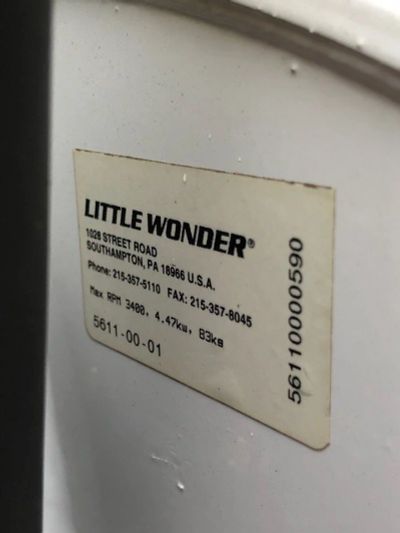 LITTLE WONDER®
1028 STREET ROAD
SOUTHAMPTON, PA 18966 U.S.A.
Phone: 215-357-5110 FAX: 215-357-8045
Max RPM 3400, 4.47kw, 83kg
5611-00-01
56110000590